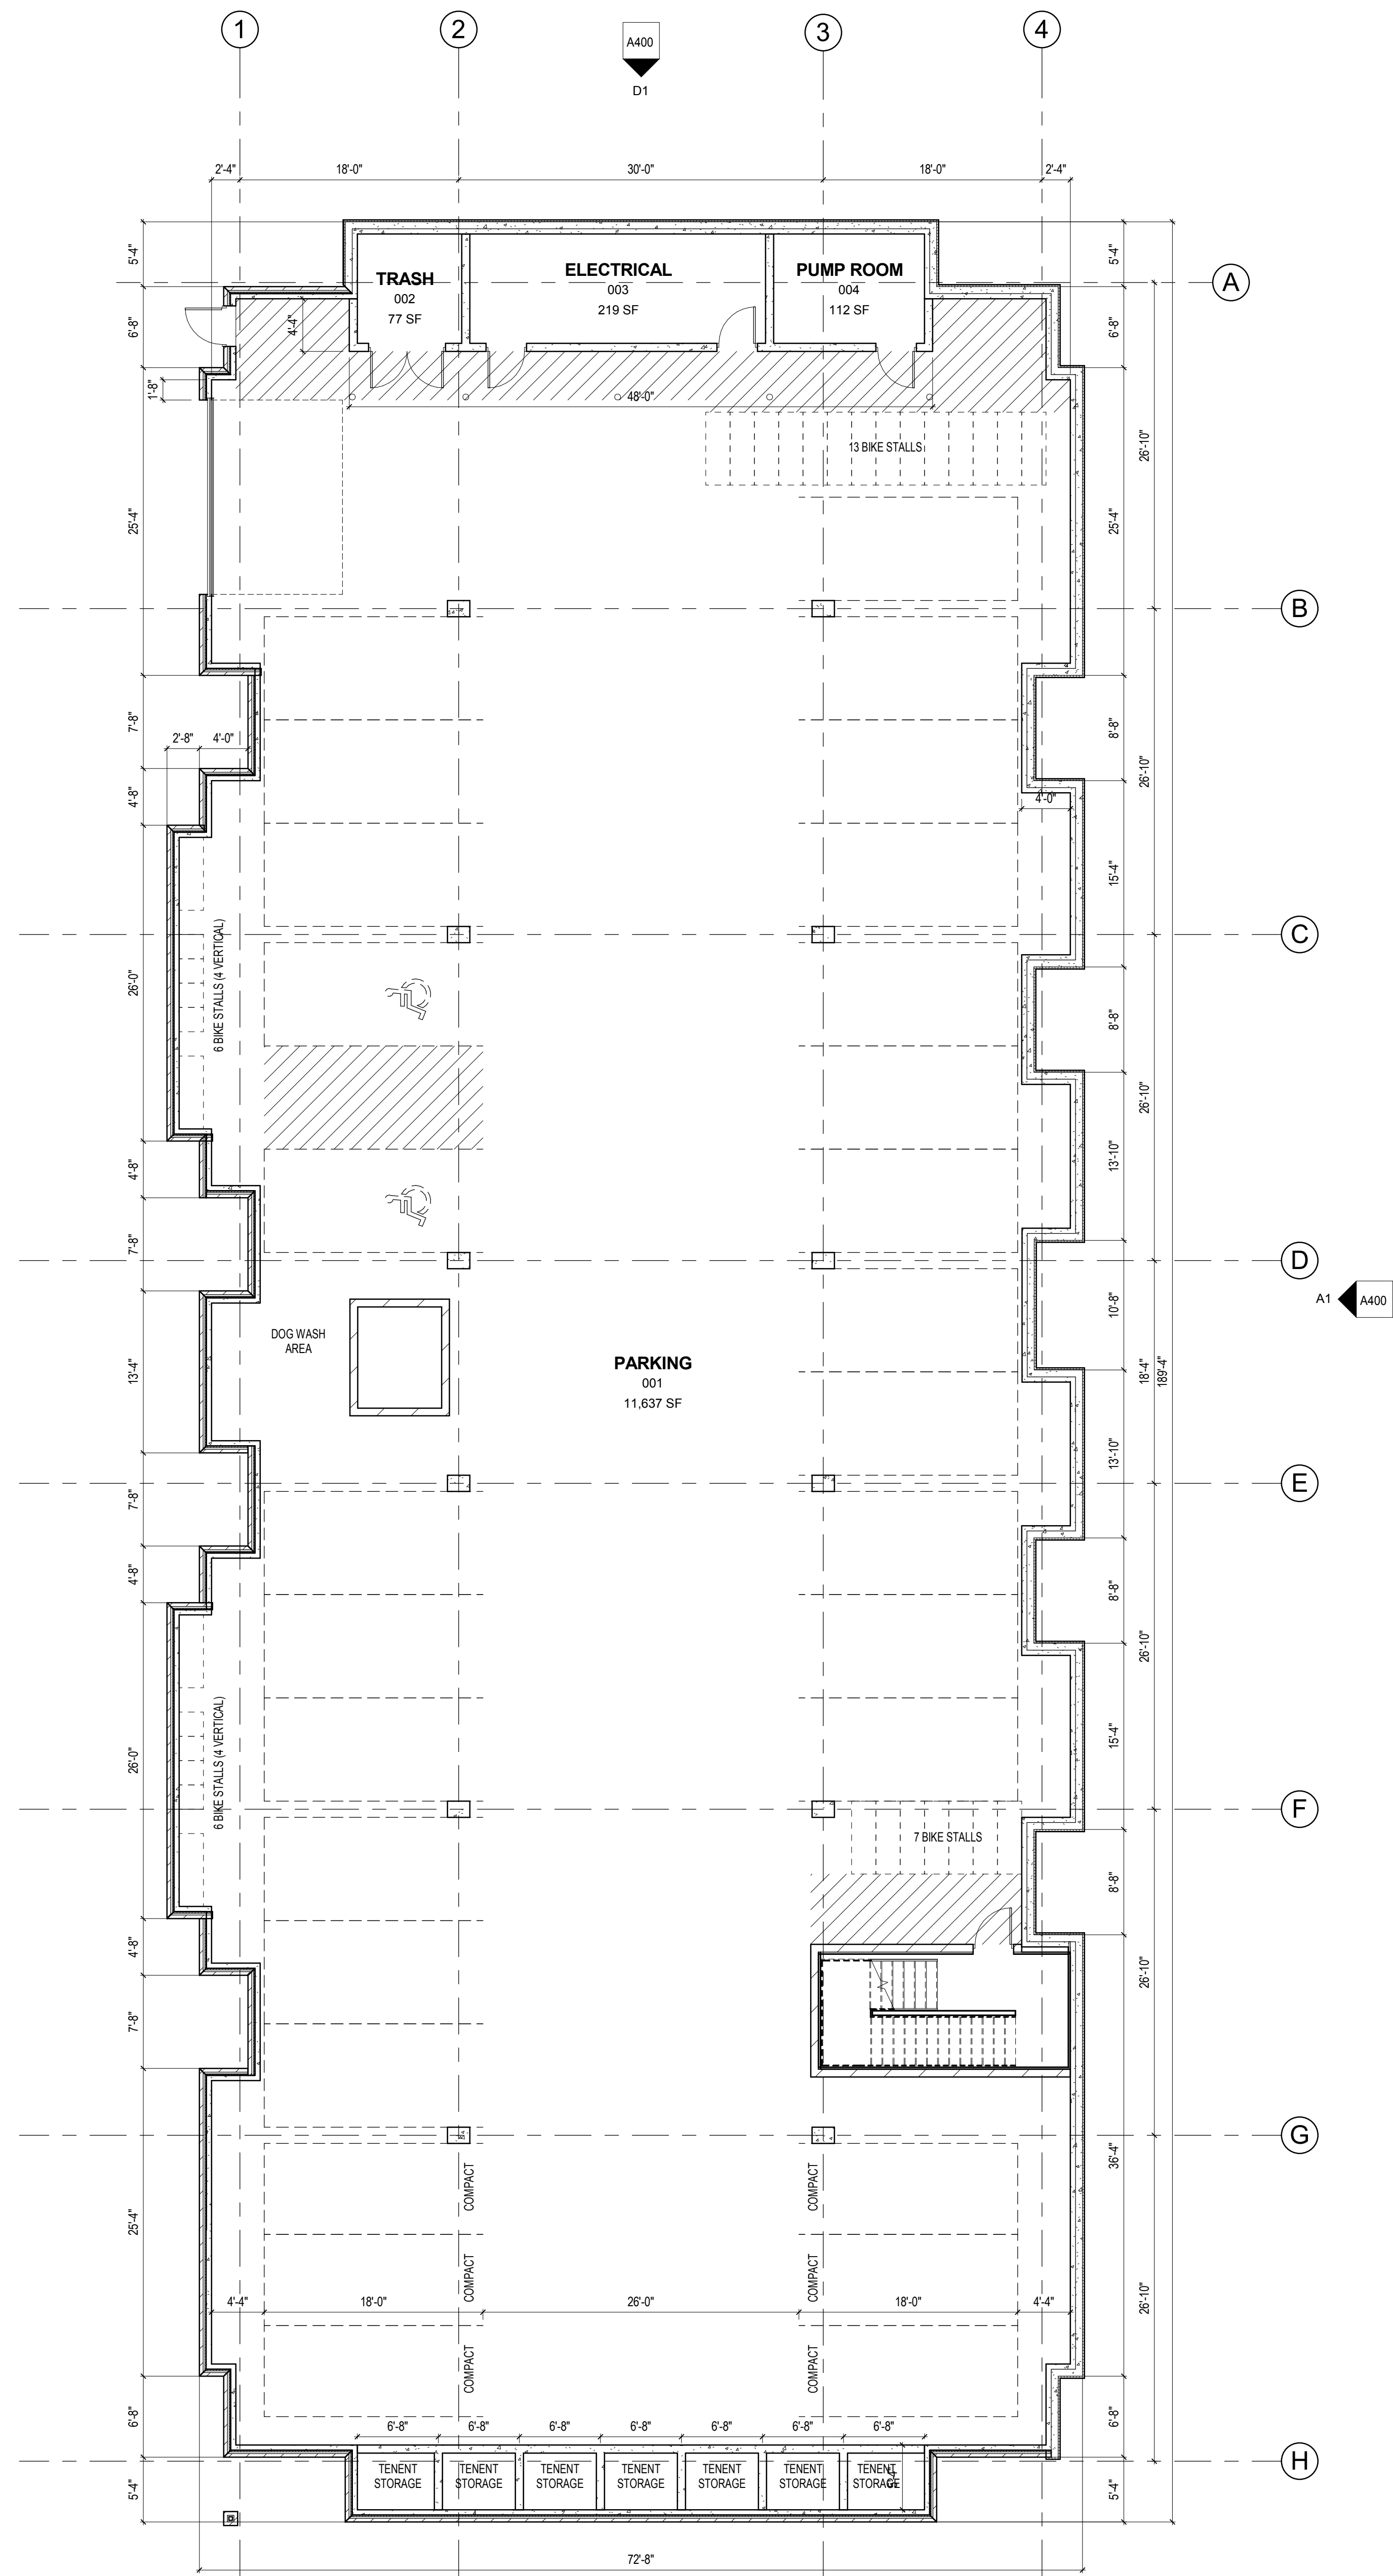 1
2
3
4
A400
D1
2'-4"
18'-0"
30'-0"
18'-0"
2'-4"
5'-4"
5'-4"
TRASH
002
77 SF
ELECTRICAL
003
219 SF
PUMP ROOM
004
112 SF
A
6'-8"
4'-4"
6'-8"
1'-8"
48'-0"
26'-10"
13 BIKE STALLS
25'-4"
25'-4"
B
7'-8"
8'-8"
2'-8"
4'-0"
26'-10"
4'-8"
4'-0"
15'-4"
6 BIKE STALLS (4 VERTICAL)
C
26'-0"
8'-8"
26'-10"
4'-8"
13'-10"
7'-8"
D
10'-8"
A1
A400
DOG WASH
AREA
13'-4"
PARKING
001
11,637 SF
18'-4"
189'-4"
13'-10"
7'-8"
E
4'-8"
8'-8"
26'-10"
6 BIKE STALLS (4 VERTICAL)
26'-0"
15'-4"
F
7 BIKE STALLS
8'-8"
4'-8"
26'-10"
7'-8"
G
36'-4"
COMPACT
COMPACT
25'-4"
COMPACT
COMPACT
26'-10"
4'-4"
18'-0"
26'-0"
18'-0"
4'-4"
COMPACT
COMPACT
6'-8"
6'-8"
6'-8"
6'-8"
6'-8"
6'-8"
6'-8"
6'-8"
6'-8"
H
TENENT
STORAGE
TENENT
STORAGE
TENENT
STORAGE
TENENT
STORAGE
TENENT
STORAGE
TENENT
STORAGE
TENENT
STORAGE
5'-4"
5'-4"
72'-8"